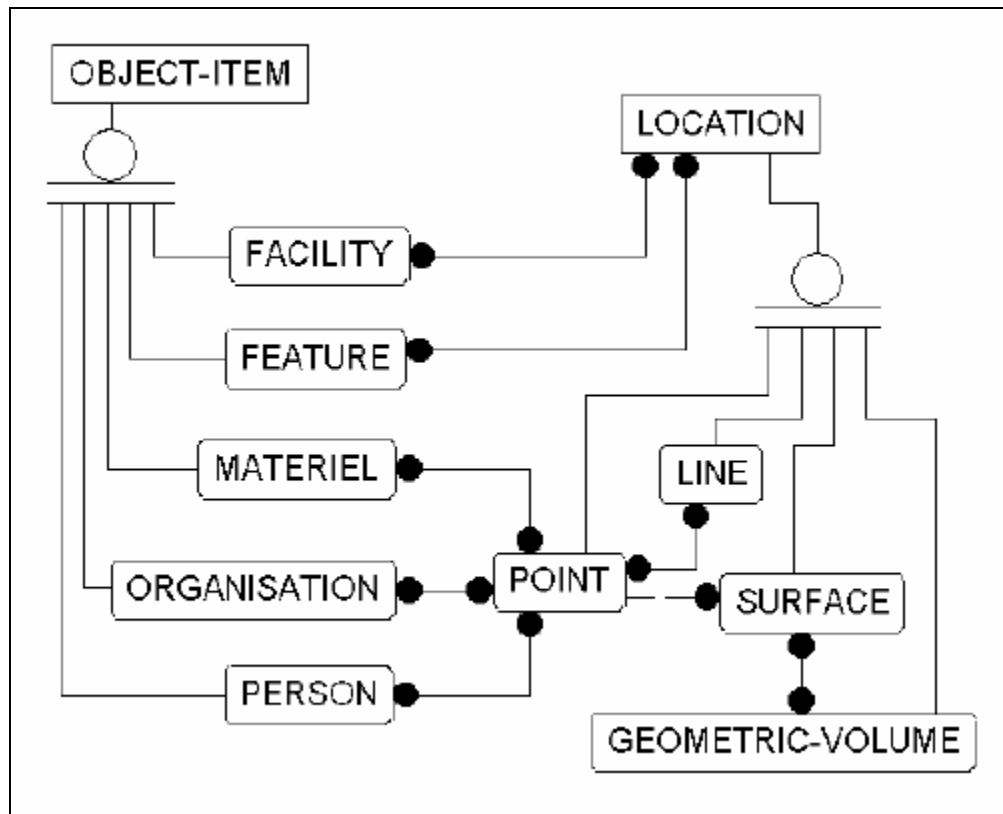 OBJECT-ITEM
LOCATION
FACILITY
FEATURE
MATERIEL
LINE
ORGANISATION
POINT
SURFACE
PERSON
GEOMETRIC-VOLUME